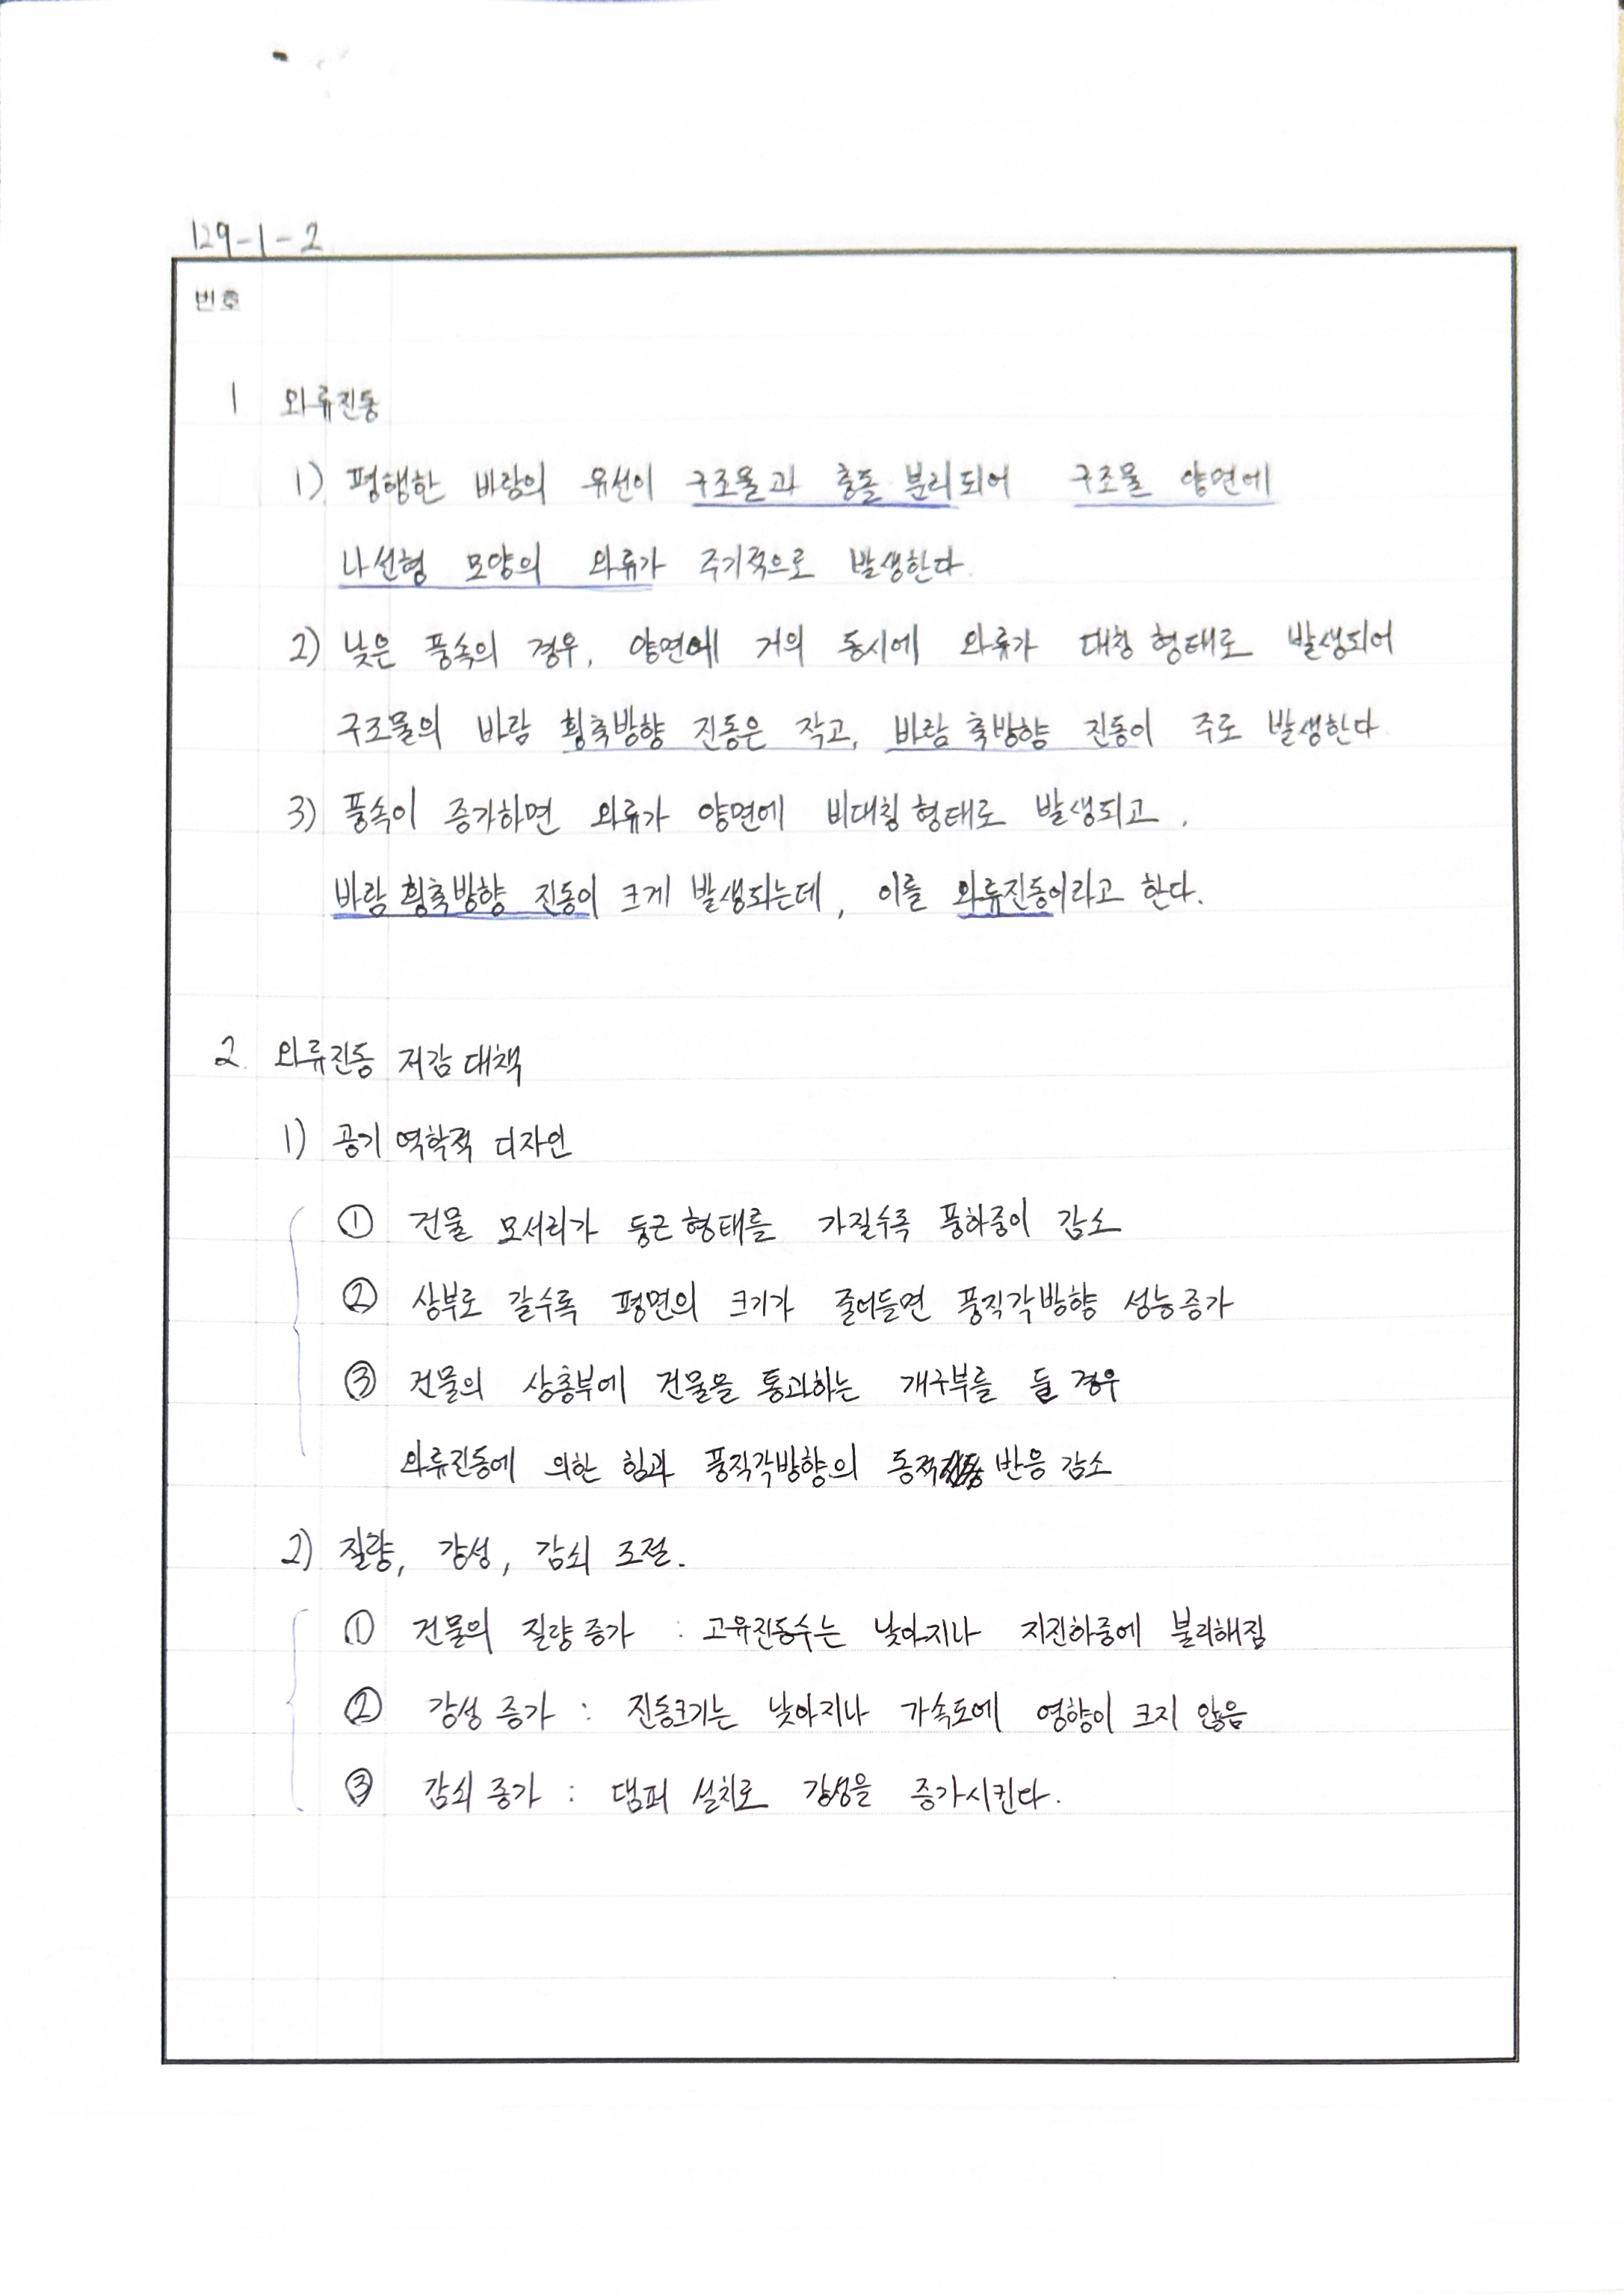 129-1-2
번호
1 와류진동
1) 평행한 바람의 유선이 구조물과 충돌 분리되어 구조물 양면에
나선형 모양의 와류가 주기적으로 발생한다.
2) 낮은 풍속의 경우, 양면에 거의 동시에 와류가 대칭 형태로 발생되어
구조물의 바람 횡축방향 진동은 작고, 바람 축방향 진동이 주로 발생한다.
3) 풍속이 증가하면 와류가 양면에 비대칭 형태로 발생되고,
바람 횡축방향 진동이 크게 발생되는데, 이를 와류진동이라고 한다.
2. 와류진동 저감 대책
1) 공기 역학적 디자인
① 건물 모서리가 둥근 형태를 가질수록 풍하중이 감소
② 상부로 갈수록 평면의 크기가 줄어들면 풍직각방향 성능증가
③ 건물의 상층부에 건물을 통과하는 개구부를 둘 경우
와류진동에 의한 힘과 풍직각방향의 동적 반응 감소
2) 질량, 강성, 감쇠 조절.
① 건물의 질량 증가 : 고유진동수는 낮아지나 지진하중에 불리해짐
② 강성 증가 : 진동크기는 낮아지나 가속도에 영향이 크지 않음
③ 감쇠 증가 : 댐퍼 설치로 강성을 증가시킨다.